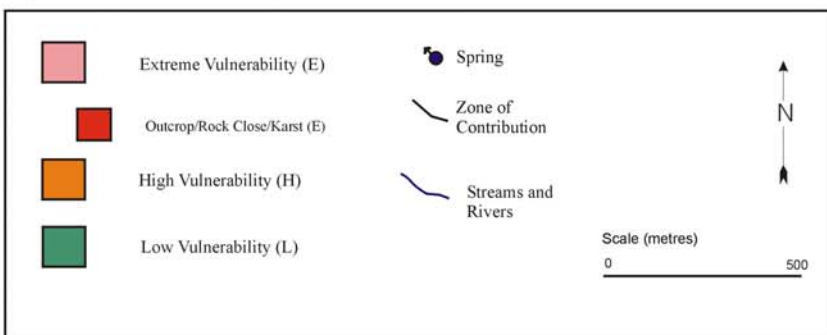 Extreme Vulnerability (E)
Outcrop/Rock Close/Karst (E)
High Vulnerability (H)
Low Vulnerability (L)
Spring
Zone of
Contribution
Streams and
Rivers
N
Scale (metres)
0 500